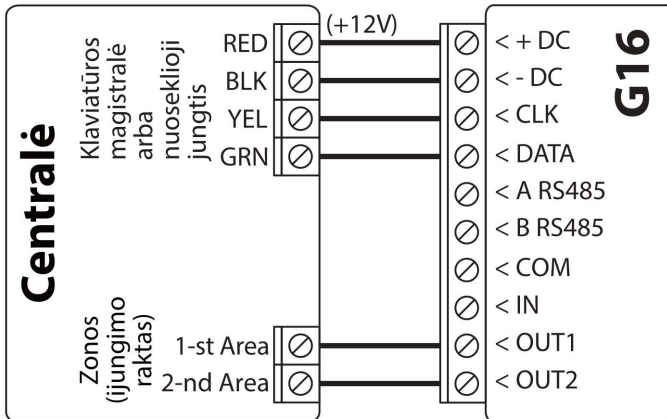 Centralė
Klaviatūros
magistralė
arba
nuoseklioji
jungtis
RED
BLK
YEL
GRN
(+12V)
Zonos
(ijungimo
raktas)
1-st Area
2-nd Area
G16
< + DC
< - DC
< CLK
< DATA
< A RS485
< B RS485
< COM
< IN
< OUT1
< OUT2